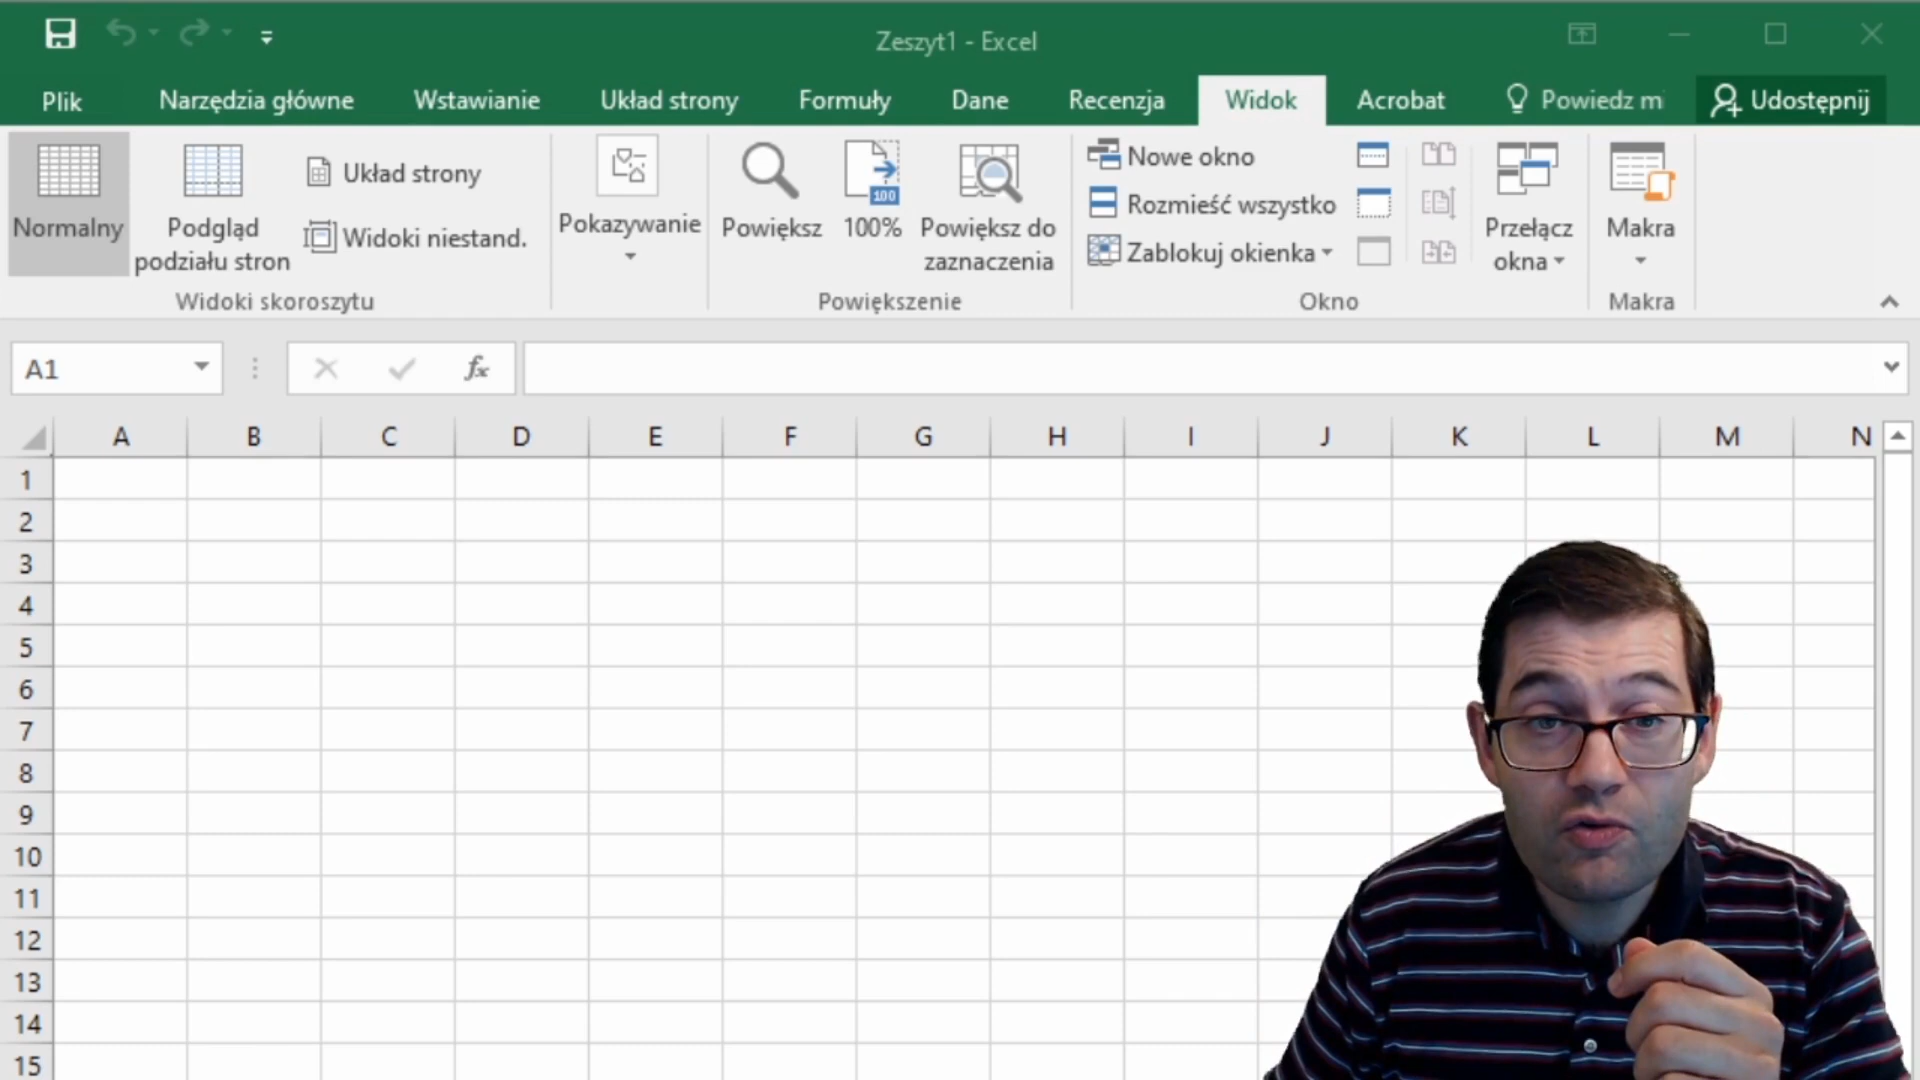 Zeszyt1 - Excel
Plik Narzędzia główne Wstawianie Układ strony Formuły Dane Recenzja Widok Acrobat Powiedz mi Udostępnij
Normalny
Podgląd
podziału stron
Układ strony
Widoki niestand.
Widoki skoroszytu
Pokazywanie
Powiększ
100
100%
Powiększ do
zaznaczenia
Powiększenie
Nowe okno
Rozmieść wszystko
Zablokuj okienka
Przełącz
okna
Okno
Makra
Makra
A1 fx
A B C D E F G H I J K L M N
1
2
3
4
5
6
7
8
9
10
11
12
13
14
15